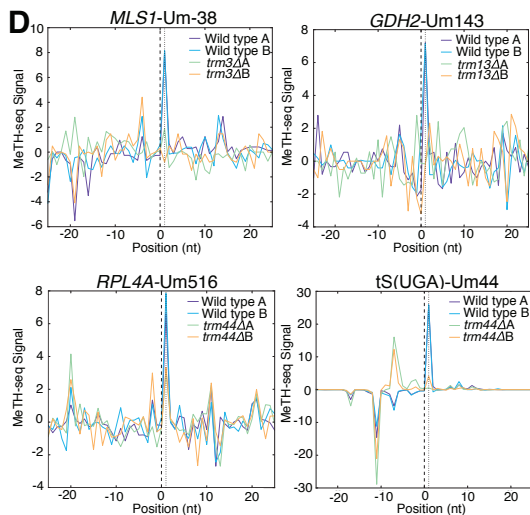 D
MLS1-Um-38
MeTH-seq Signal
10
8
6
4
2
0
-2
-4
-6
-20
-10
0
10
20
Position (nt)
Wild type A
Wild type B
trm3ΔA
trm3ΔB
GDH2-Um143
MeTH-seq Signal
8
6
4
2
0
-2
-4
-20
-10
0
10
20
Position (nt)
Wild type A
Wild type B
trm13ΔA
trm13ΔB
RPL4A-Um516
MeTH-seq Signal
8
6
4
2
0
-2
-4
-20
-10
0
10
20
Position (nt)
Wild type A
Wild type B
trm44ΔA
trm44ΔB
tS(UGA)-Um44
MeTH-seq Signal
30
20
10
0
-10
-20
-30
-20
-10
0
10
20
Position (nt)
Wild type A
Wild type B
trm44ΔA
trm44ΔB